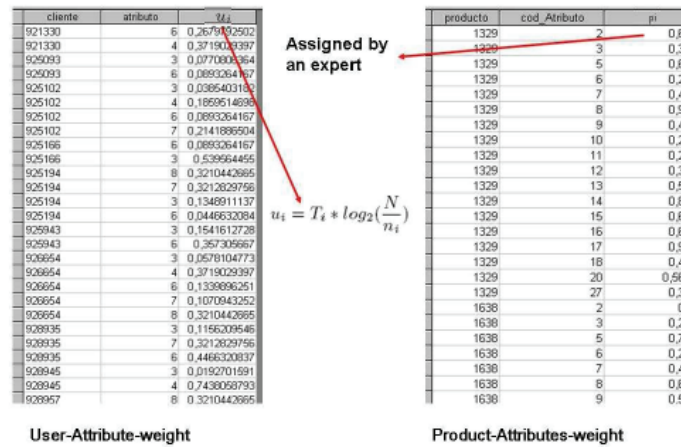 cliente atributo ui
921330 6 0,2679792502
921330 4 0,3719029397
925093 3 0,0770806364
925093 6 0,0893264167
925102 3 0,0385403182
925102 4 0,1859514698
925102 6 0,0893264167
925102 7 0,2141886504
925166 6 0,0893264167
925166 3 0,539564455
925194 8 0,3210442665
925194 7 0,3212829756
925194 3 0,1348911137
925194 6 0,0446632084
925943 3 0,1541612728
925943 6 0,357305667
926654 3 0,0578104773
926654 4 0,3719029397
926654 6 0,1339896251
926654 7 0,1070943252
926654 8 0,3210442665
928935 3 0,1156209546
928935 7 0,3212829756
928935 6 0,4466320837
928945 3 0,0192701591
928945 4 0,7438058793
928957 8 0,3210442665
User-Attribute-weight
Assigned by
an expert
u_i = T_i * log_2(N/n_i)
producto cod_Atributo pi
1329 2 0,8
1329 3 0,3
1329 5 0,6
1329 6 0,2
1329 7 0,4
1329 8 0,9
1329 9 0,4
1329 10 0,2
1329 11 0,2
1329 12 0,3
1329 13 0,5
1329 14 0,8
1329 15 0,6
1329 16 0,8
1329 17 0,9
1329 18 0,4
1329 20 0,56
1329 27 0,3
1638 2
1638 3 0,2
1638 5 0,7
1638 6 0,2
1638 7 0,4
1638 8 0,8
1638 9 0,5
Product-Attributes-weight